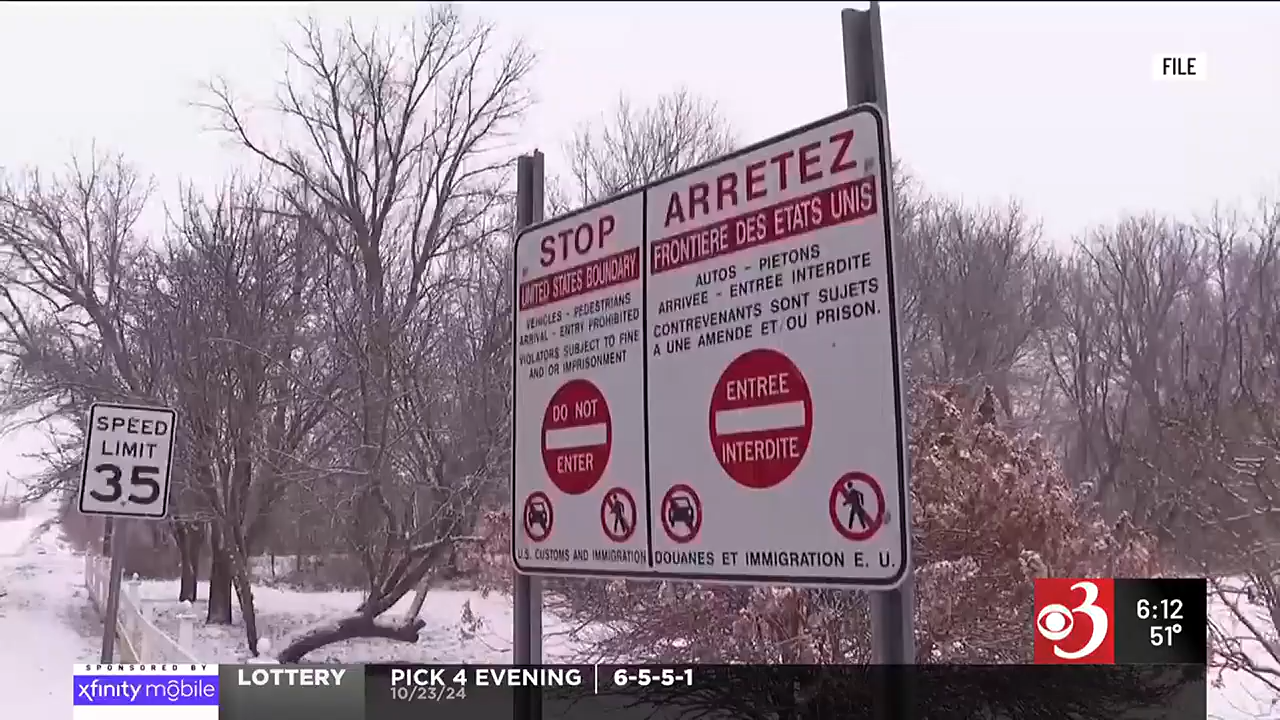 FILE
STOP
UNITED STATES BOUNDARY
VEHICLES - PEDESTRIANS
ARRIVAL - ENTRY PROHIBITED
VIOLATORS SUBJECT TO FINE
AND OR IMPRISONMENT
DO NOT
ENTER
U.S. CUSTOMS AND IMMIGRATION
ARRETEZ
FRONTIERE DES ETATS UNIS
AUTOS - PIETONS
ARRIVEE - ENTREE INTERDITE
CONTREVENANTS SONT SUJETS
A UNE AMENDE ET/OU PRISON.
ENTREE
INTERDITE
DOUANES ET IMMIGRATION E. U.
SPEED
LIMIT
35
3
6:12
51°
SPONSORED BY
xfinity mobile
LOTTERY
PICK 4 EVENING
10/23/24
6-5-5-1